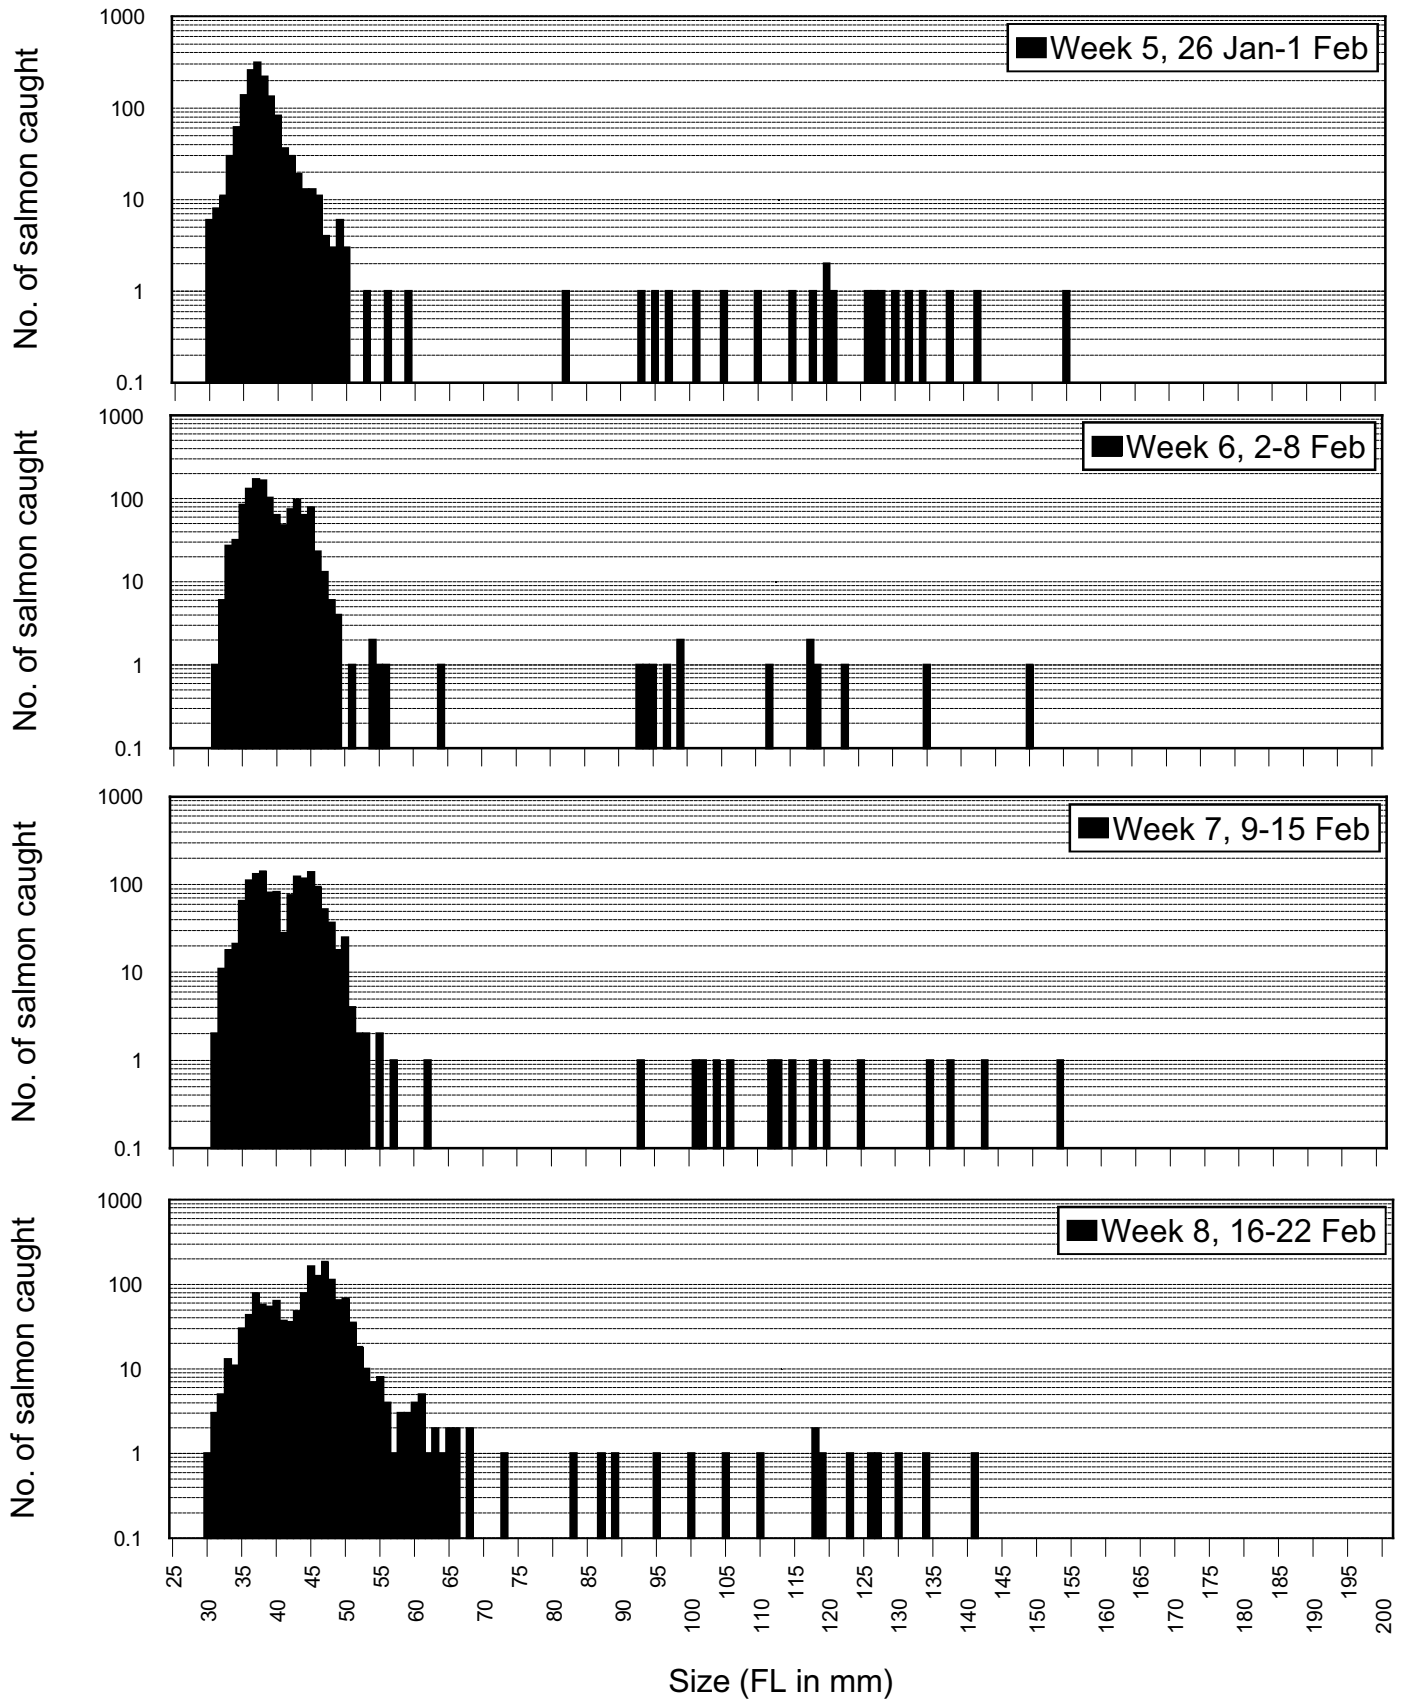 No. of salmon caught
1000
100
10
1
0.1
Week 5, 26 Jan-1 Feb
No. of salmon caught
1000
100
10
1
0.1
Week 6, 2-8 Feb
No. of salmon caught
1000
100
10
1
0.1
Week 7, 9-15 Feb
No. of salmon caught
1000
100
10
1
0.1
Week 8, 16-22 Feb
25 35 45 55 65 75 85 95 105 115 125 135 145 155 165 175 185 195
30 40 50 60 70 80 90 100 110 120 130 140 150 160 170 180 190 200
Size (FL in mm)